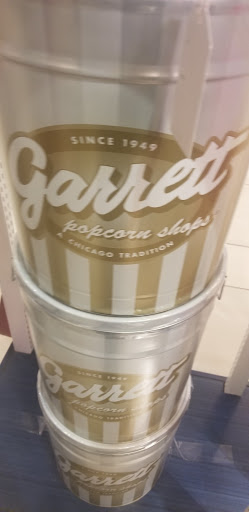 SINCE 1949
Garrett
popcorn shops
A CHICAGO TRADITION
SINCE 1949
Garrett
popcorn shops
Garrett